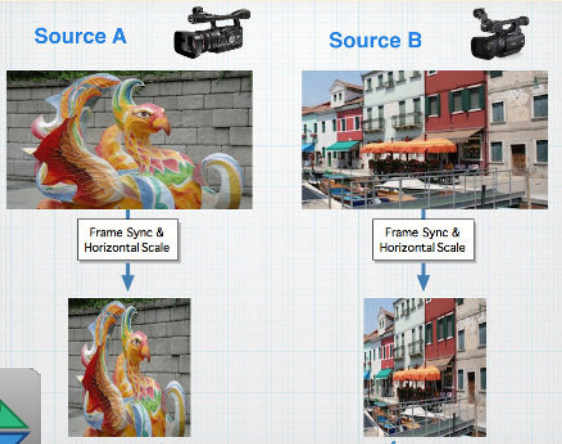 Source A
Source B
Frame Sync &
Horizontal Scale
Frame Sync &
Horizontal Scale